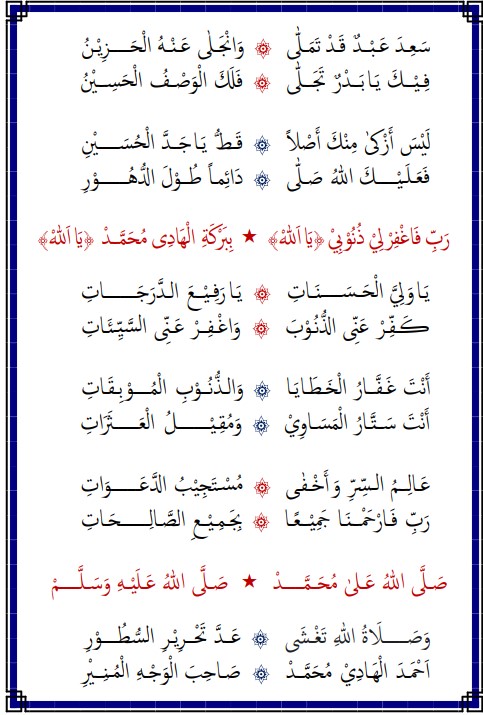 سَعِدَ عَبْدٌ قَدْ تَمَلّٰى ۞ وَانْجَلٰى عَنْهُ الْحَزِيْنُ
فِيْكَ يَا بَدْرٌ تَجَلّٰى ۞ فَلَكَ الْوَصْفُ الْحَسِيْنُ
لَيْسَ أَزْكٰى مِنْكَ أَصْلاً ۞ قَطُّ يَا جَدَّ الْحُسَيْنِ
فَعَلَيْكَ اللهُ صَلّٰى ۞ دَائِماً طُوْلَ الدُّهُوْرِ
رَبِّ فَاغْفِرْ لِيْ ذُنُوْبِيْ ﴿يَا اَللهْ﴾ ★ بِبَرْكَةِ الْهَادِى مُحَمَّدْ ﴿يَا اَللهْ﴾
يَا وَلِيَّ الْحَسَنَاتِ ۞ يَا رَفِيْعَ الدَّرَجَاتِ
كَفِّرْ عَنِّى الذُّنُوْبَ ۞ وَاغْفِرْ عَنِّى السَّيِّئَاتِ
أَنْتَ غَفَّارُ الْخَطَايَا ۞ وَالذُّنُوْبِ الْمُوْبِقَاتِ
أَنْتَ سَتَّارُ الْمَسَاوِيْ ۞ وَمُقِيْلُ الْعَثَرَاتِ
عَالِمُ السِّرِّ وَ أَخْفٰى ۞ مُسْتَجِيْبُ الدَّعَوَاتِ
رَبِّ فَارْحَمْنَا جَمِيْعًا ۞ بِجَمِيْعِ الصَّالِحَاتِ
صَلَّى اللهُ عَلىٰ مُحَمَّدْ ★ صَلَّى اللهُ عَلَيْهِ وَسَلَّمْ
وَصَلَاةُ اللهِ تَغْشَى ۞ عَدَّ تَحْرِيْرِ السُّطُوْرِ
اَحْمَدَ الْهَادِيْ مُحَمَّدْ ۞ صَاحِبَ الْوَجْهِ الْمُنِيْرِ